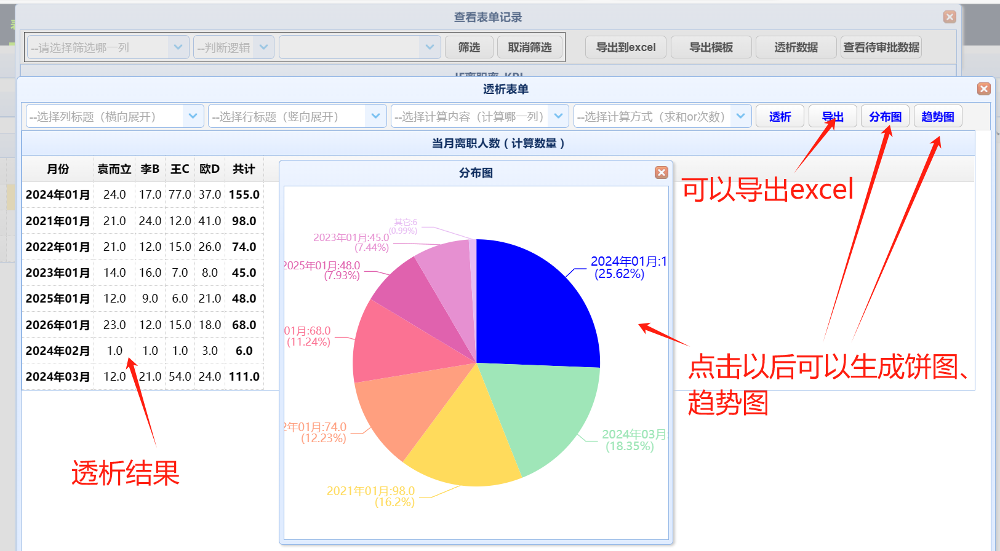 查看表单记录
--请选择筛选哪一列 --判断逻辑 筛选 取消筛选 导出到excel 导出模板 透析数据 查看待审批数据
透析表单
--选择列标题（横向展开） --选择行标题（竖向展开） --选择计算内容（计算哪一列） --选择计算方式（求和or次数） 透析 导出 分布图 趋势图
当月离职人数（计算数量）
月份 袁而立 李B 王C 欧D 共计
2024年01月 24.0 17.0 77.0 37.0 155.0
2021年01月 21.0 24.0 12.0 41.0 98.0
2022年01月 21.0 12.0 15.0 26.0 74.0
2023年01月 14.0 16.0 7.0 8.0 45.0
2025年01月 12.0 9.0 6.0 21.0 48.0
2026年01月 23.0 12.0 15.0 18.0 68.0
2024年02月 1.0 1.0 1.0 3.0 6.0
2024年03月 12.0 21.0 54.0 24.0 111.0
分布图
其它:6
(0.99%)
2023年01月:45.0
(7.44%)
2025年01月:48.0
(7.93%)
01月:68.0
(11.24%)
2年01月:74.0
(12.23%)
2021年01月:98.0
(16.2%)
2024年01月:1
(25.62%)
2024年03月:
(18.35%)
可以导出excel
点击以后可以生成饼图、
趋势图
透析结果